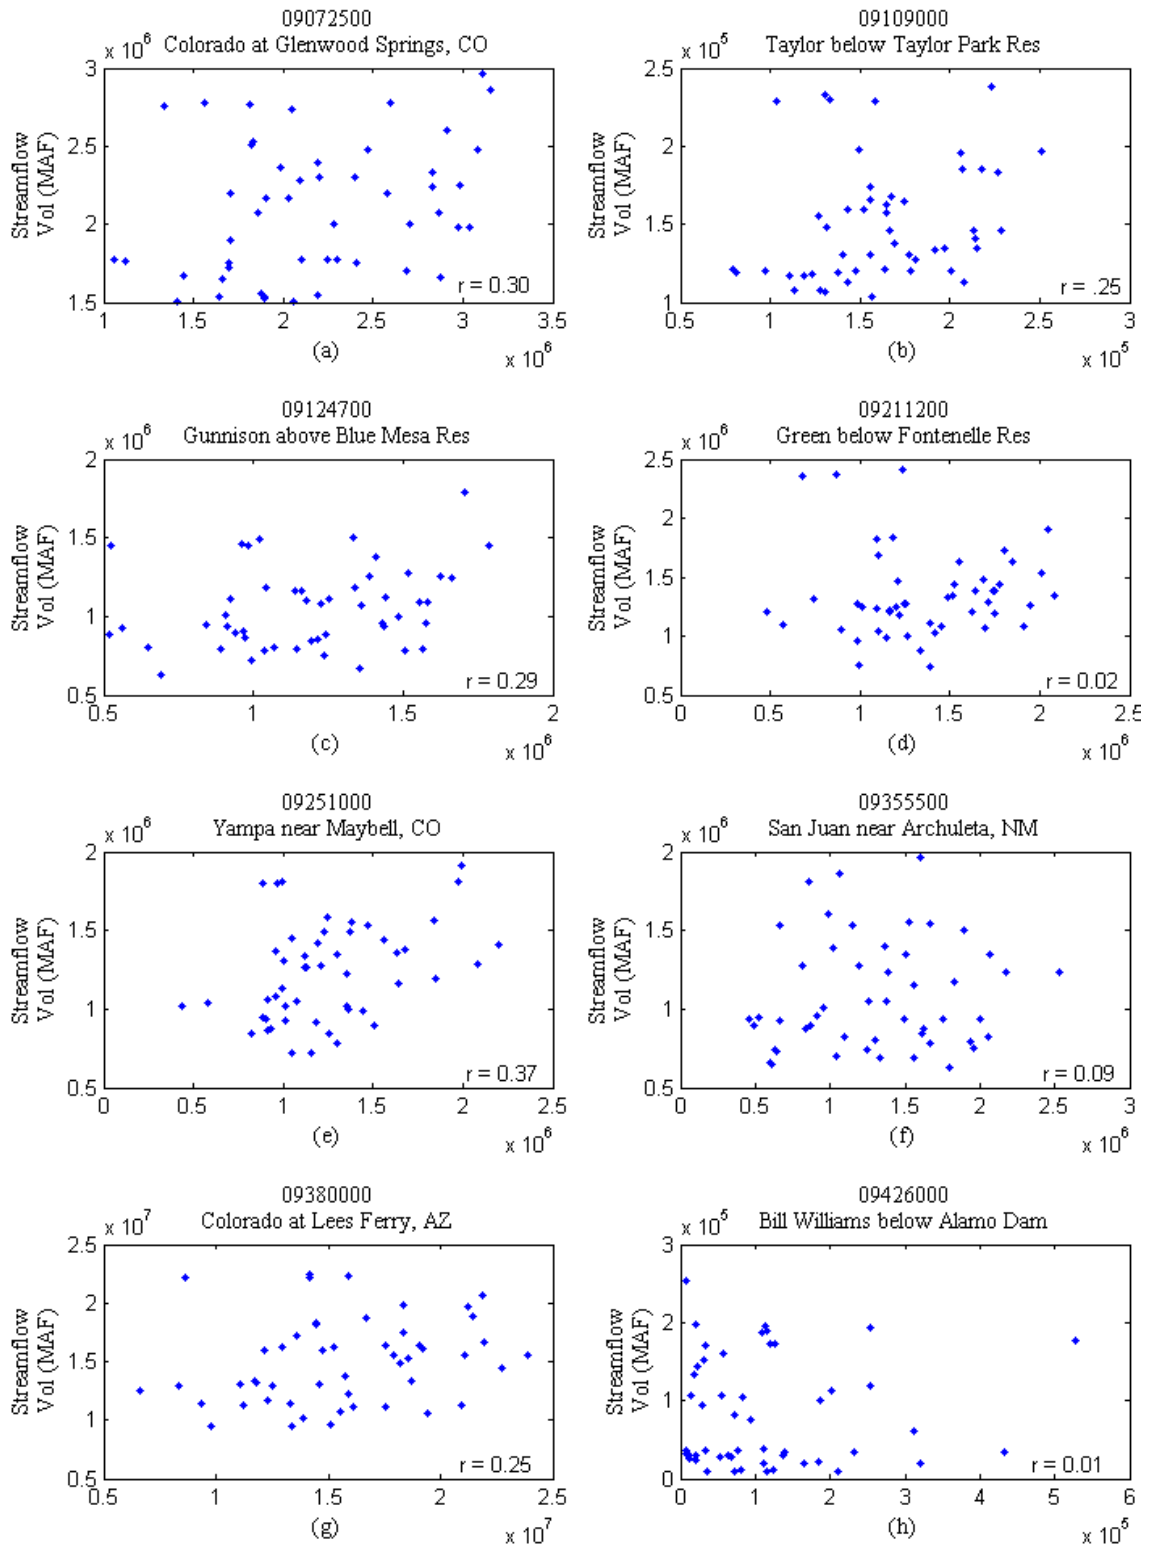 09072500
Colorado at Glenwood Springs, CO
x 10^6
3
2.5
2
1.5
Streamflow
Vol (MAF)
r = 0.30
1 1.5 2 2.5 3 3.5
(a)
x 10^6
09109000
Taylor below Taylor Park Res
x 10^5
2.5
2
1.5
1
Streamflow
Vol (MAF)
r = .25
0.5 1 1.5 2 2.5 3
(b)
x 10^5
09124700
Gunnison above Blue Mesa Res
x 10^6
2
1.5
1
0.5
Streamflow
Vol (MAF)
r = 0.29
0.5 1 1.5 2
(c)
x 10^6
09211200
Green below Fontenelle Res
x 10^6
2.5
2
1.5
1
0.5
Streamflow
Vol (MAF)
r = 0.02
0 0.5 1 1.5 2 2.5
(d)
x 10^6
09251000
Yampa near Maybell, CO
x 10^6
2
1.5
1
0.5
Streamflow
Vol (MAF)
r = 0.37
0 0.5 1 1.5 2 2.5
(e)
x 10^6
09355500
San Juan near Archuleta, NM
x 10^6
2
1.5
1
0.5
Streamflow
Vol (MAF)
r = 0.09
0 0.5 1 1.5 2 2.5 3
(f)
x 10^6
09380000
Colorado at Lees Ferry, AZ
x 10^7
2.5
2
1.5
1
0.5
Streamflow
Vol (MAF)
r = 0.25
0.5 1 1.5 2 2.5
(g)
x 10^7
09426000
Bill Williams below Alamo Dam
x 10^5
3
2
1
0
Streamflow
Vol (MAF)
r = 0.01
0 1 2 3 4 5 6
(h)
x 10^5